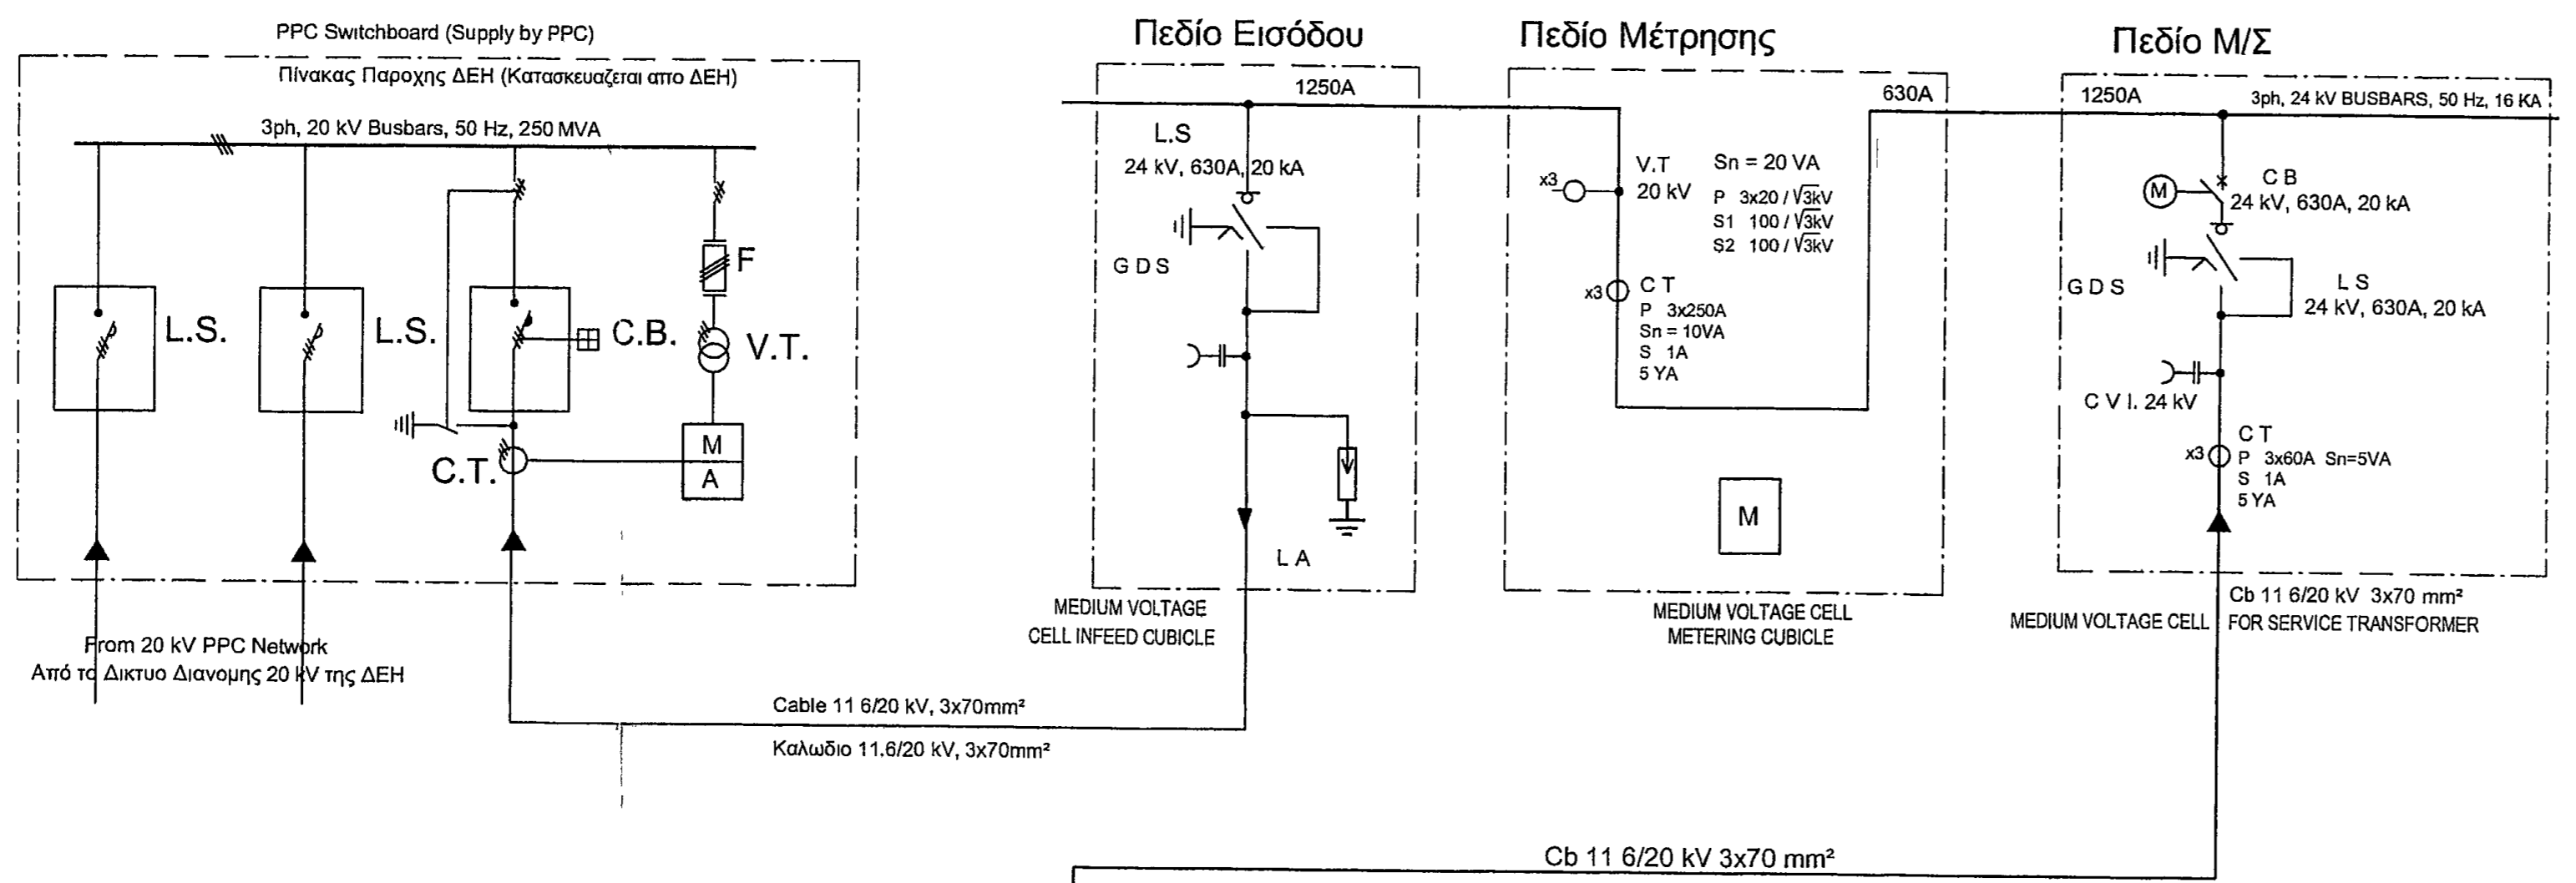 PPC Switchboard (Supply by PPC)
Πίνακας Παροχης ΔΕΗ (Κατασκευαζεται απο ΔΕΗ)
3ph, 20 kV Busbars, 50 Hz, 250 MVA
L.S.
L.S.
C.B.
F
V.T.
C.T.
M
A
From 20 kV PPC Network
Από το Δικτυο Διανομης 20 kV της ΔΕΗ
Cable 11 6/20 kV, 3x70mm²
Καλωδιο 11.6/20 kV, 3x70mm²
Πεδίο Εισόδου
1250A
L.S
24 kV, 630A, 20 kA
G D S
L A
MEDIUM VOLTAGE
CELL INFEED CUBICLE
Πεδίο Μέτρησης
630A
x3
V.T
20 kV
Sn = 20 VA
P 3x20 / √3kV
S1 100 / √3kV
S2 100 / √3kV
x3
C T
P 3x250A
Sn = 10VA
S 1A
5 YA
M
MEDIUM VOLTAGE CELL
METERING CUBICLE
Πεδίο Μ/Σ
1250A
3ph, 24 kV BUSBARS, 50 Hz, 16 KA
M
C B
24 kV, 630A, 20 kA
G D S
L S
24 kV, 630A, 20 kA
C V I. 24 kV
x3
C T
P 3x60A Sn=5VA
S 1A
5 YA
Cb 11 6/20 kV 3x70 mm²
MEDIUM VOLTAGE CELL FOR SERVICE TRANSFORMER
Cb 11 6/20 kV 3x70 mm²